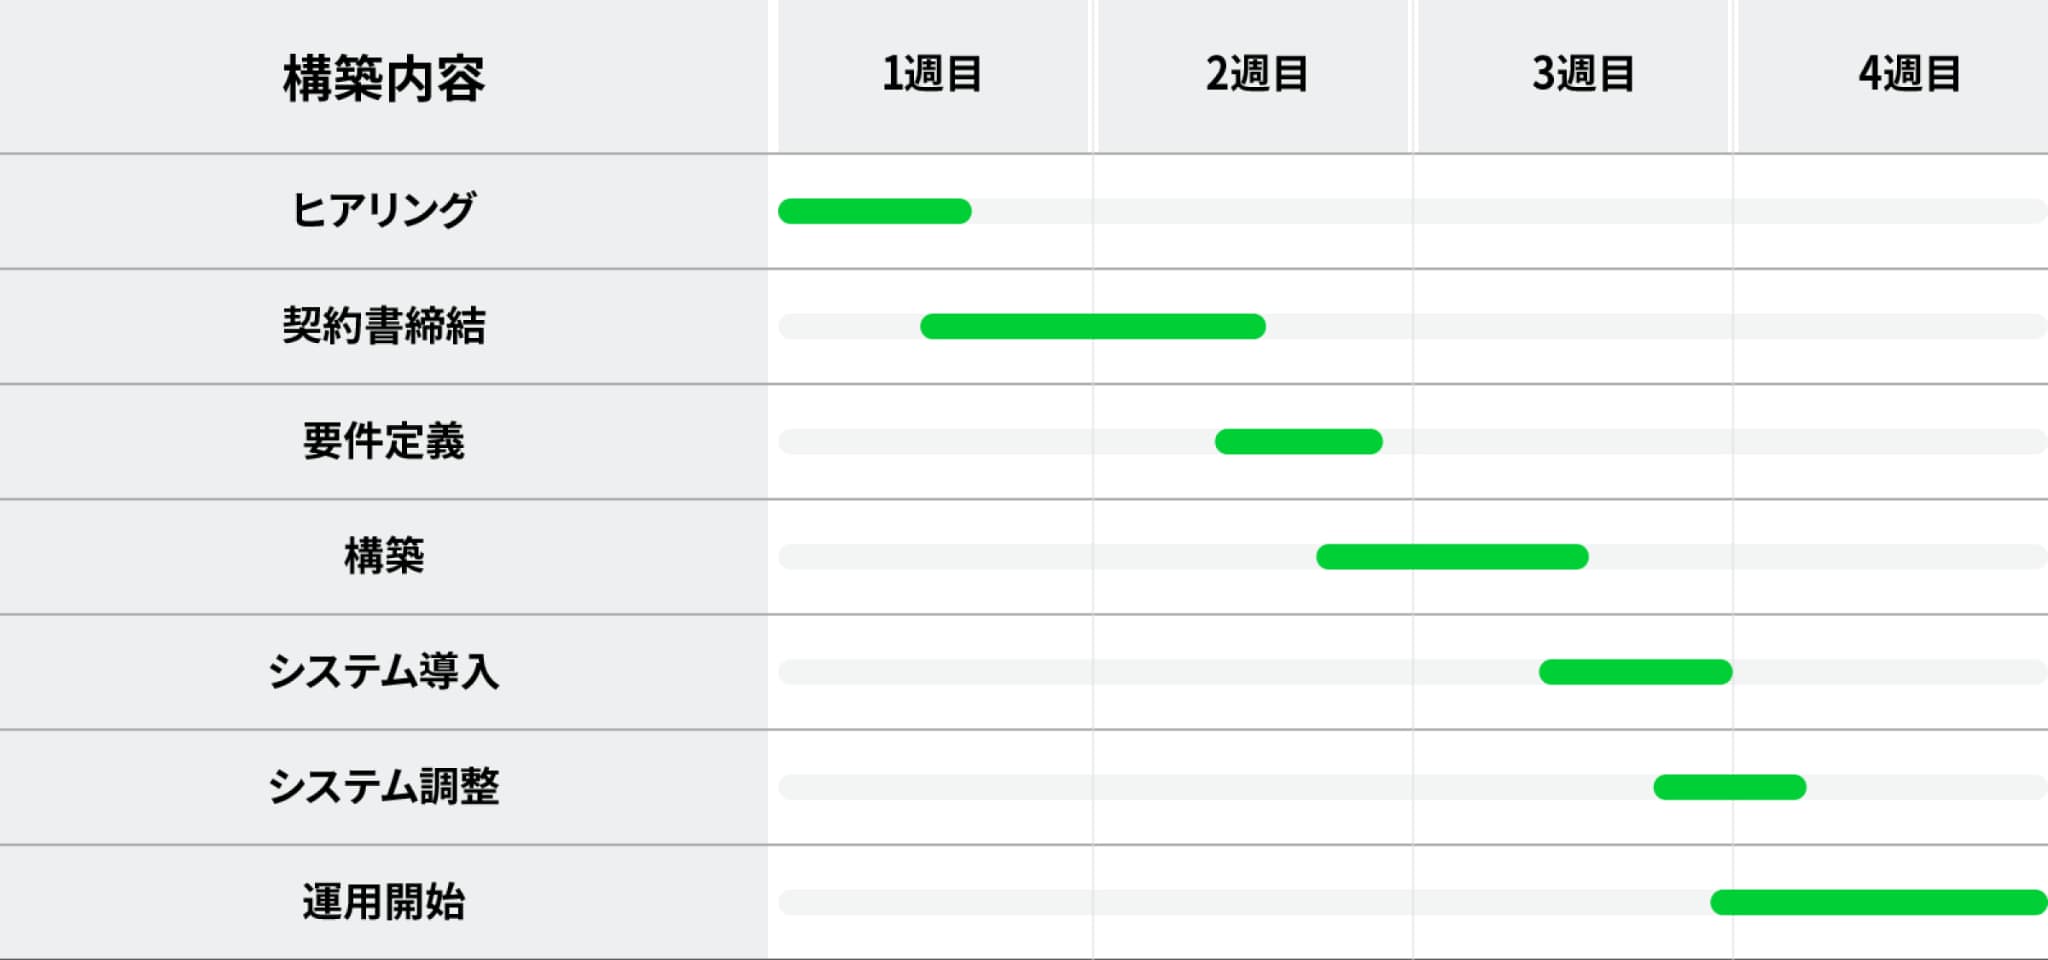 構築内容 1週目 2週目 3週目 4週目
ヒアリング
契約書締結
要件定義
構築
システム導入
システム調整
運用開始